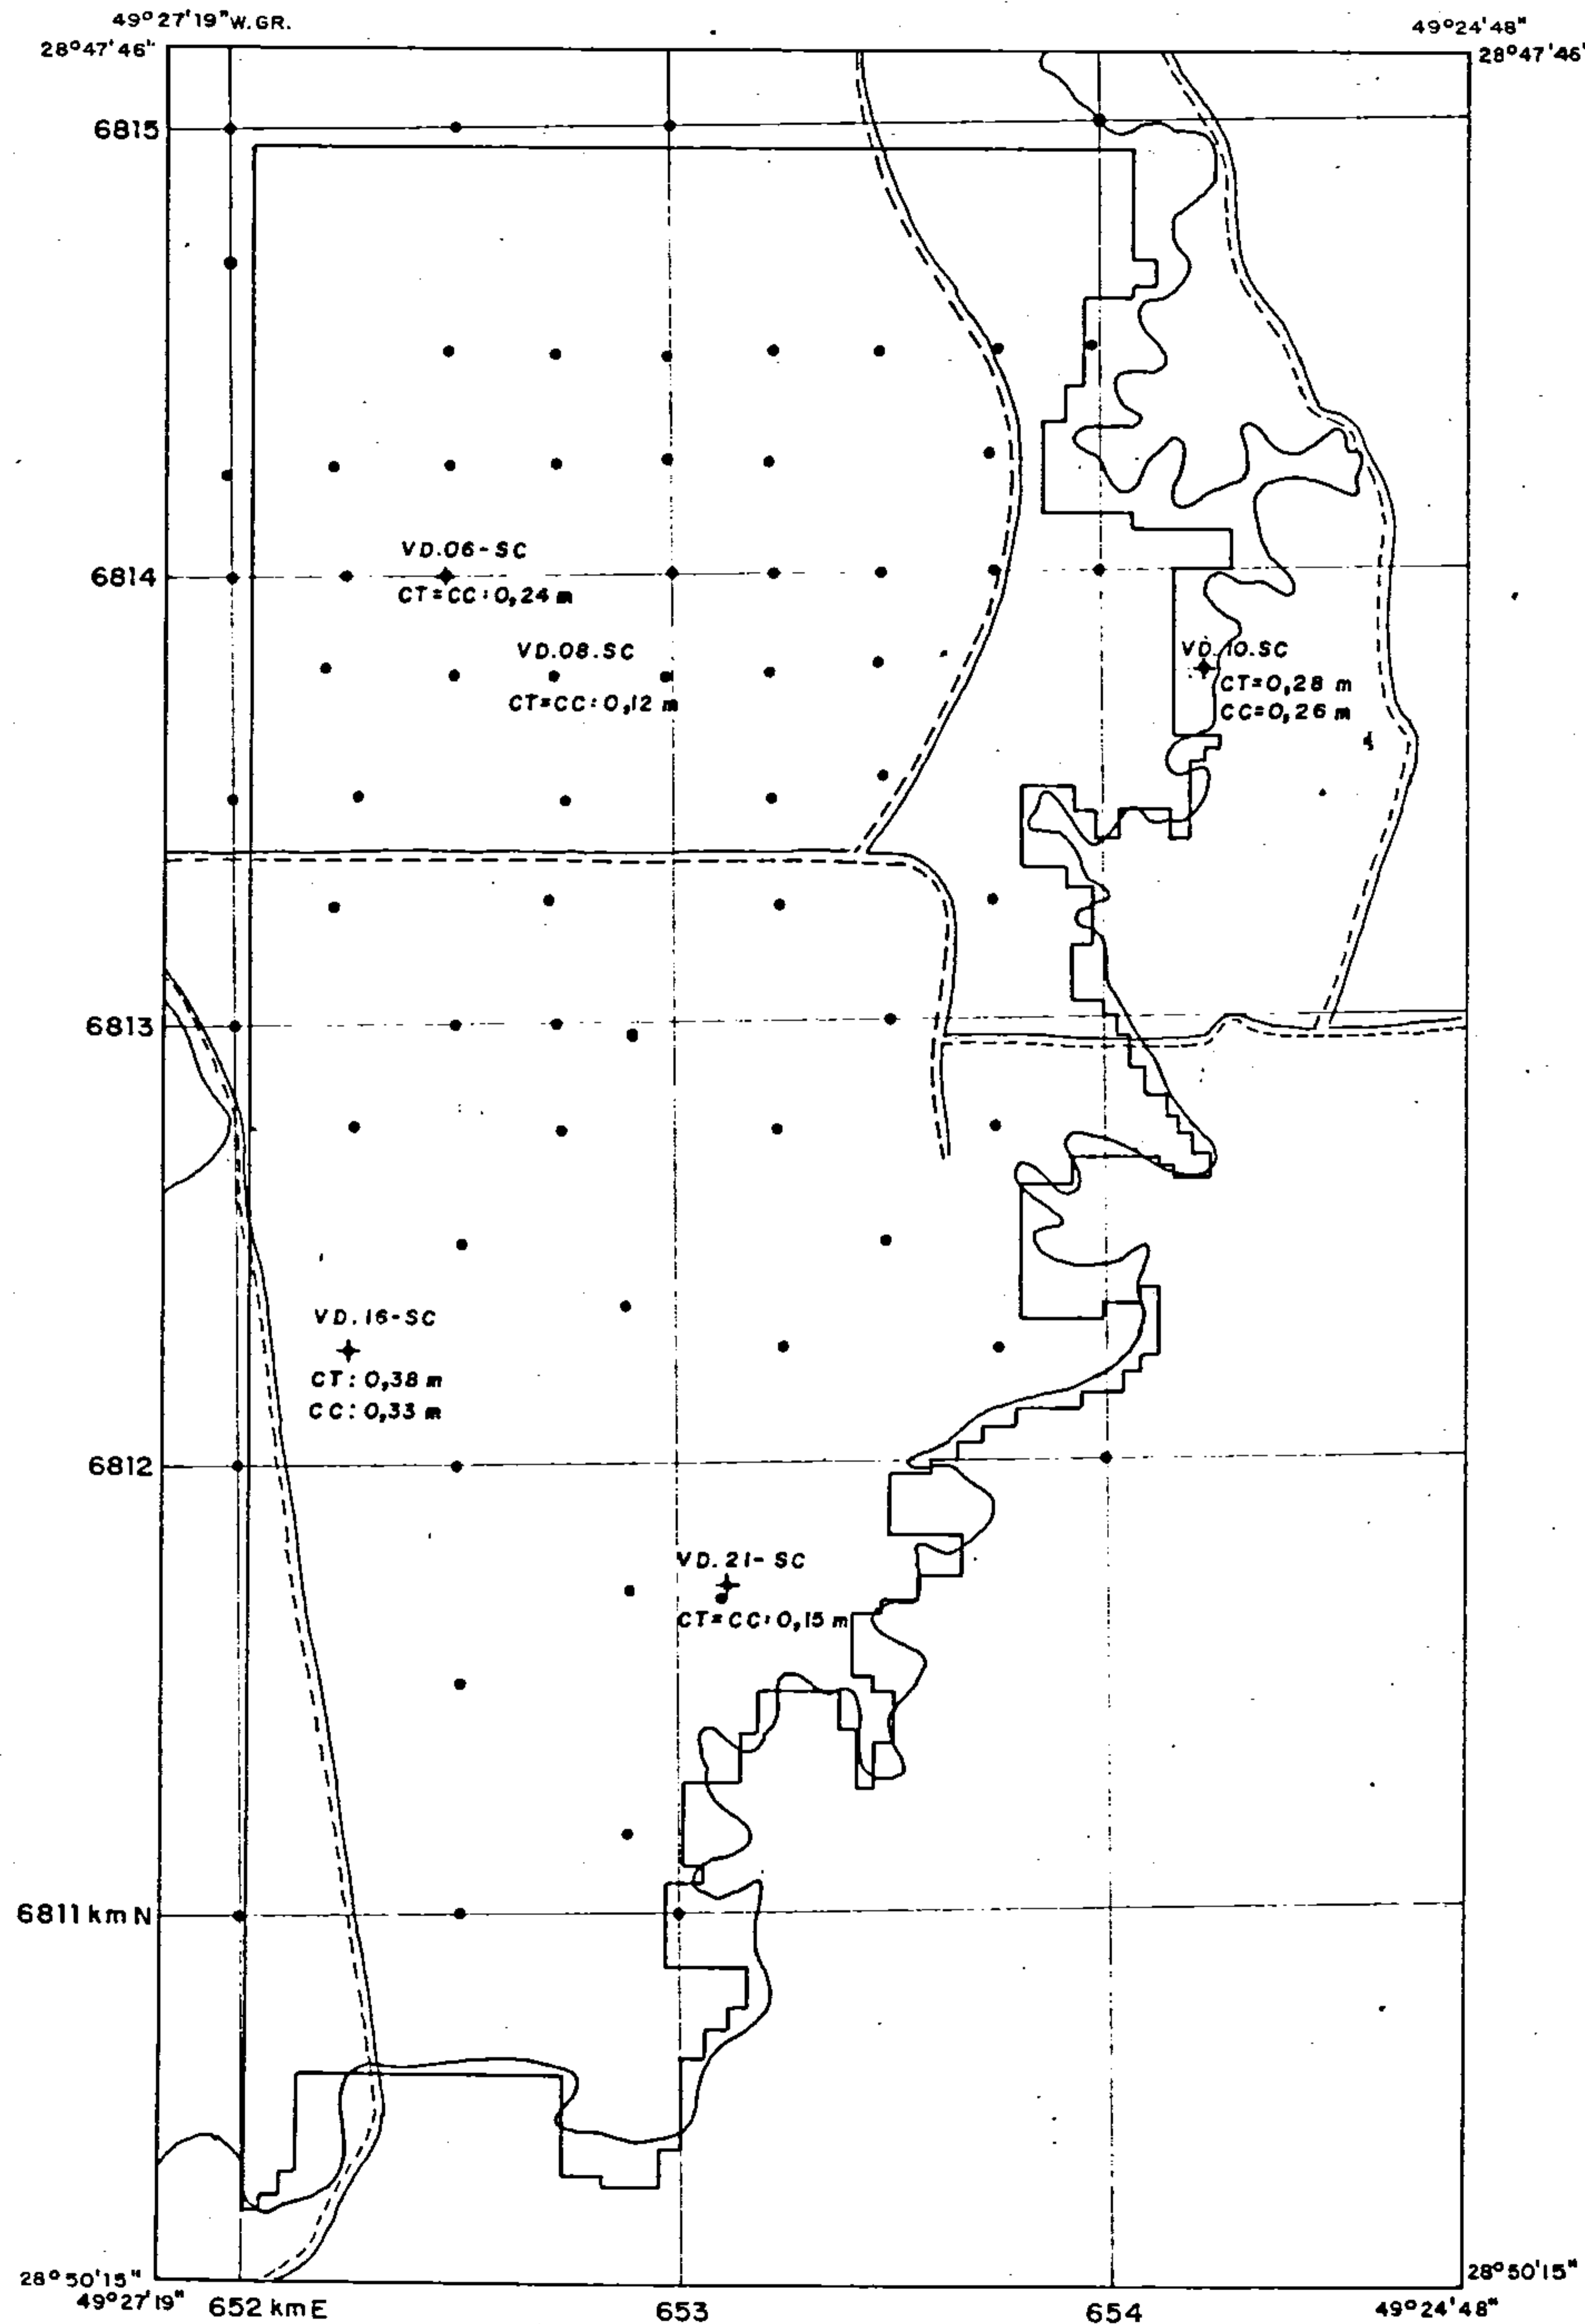 49°27'19"W.GR.
49°24'48"
28°47'46"
28°47'46'
6815
VD.06-SC
6814
CT=CC:0,24 m
VD.08.SC
CT=CC:0,12 m
VD.10.SC
CT=0,28 m
CC=0,26 m
6813
VD.16-SC
CT: 0,38 m
CC: 0,33 m
6812
VD.21-SC
CT=CC:0,15 m
6811 km N
28°50'15"
28°50'15"
49°27'19"
652 km E
653
654
49°24'48"